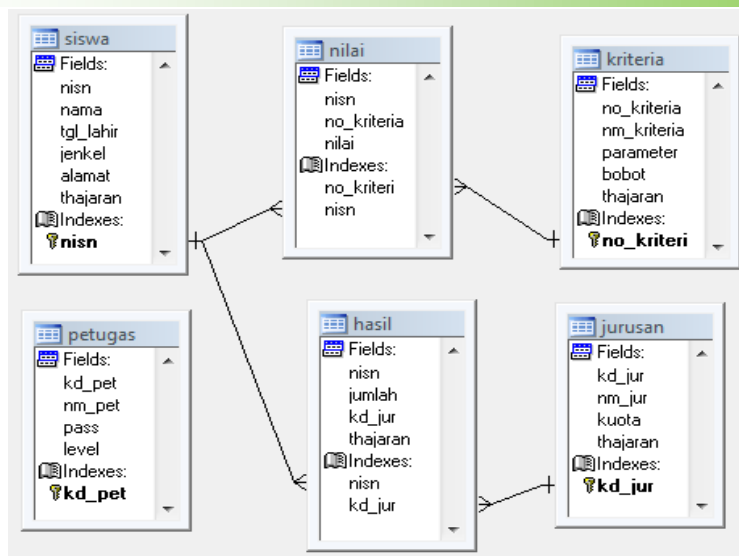 siswa
Fields:
nisn
nama
tgl_lahir
jenkel
alamat
thajaran
Indexes:
nisn
nilai
Fields:
nisn
no_kriteria
nilai
Indexes:
no_kriteri
nisn
kriteria
Fields:
no_kriteria
nm_kriteria
parameter
bobot
thajaran
Indexes:
no_kriteri
petugas
Fields:
kd_pet
nm_pet
pass
level
Indexes:
kd_pet
hasil
Fields:
nisn
jumlah
kd_jur
thajaran
Indexes:
nisn
kd_jur
jurusan
Fields:
kd_jur
nm_jur
kuota
thajaran
Indexes:
kd_jur